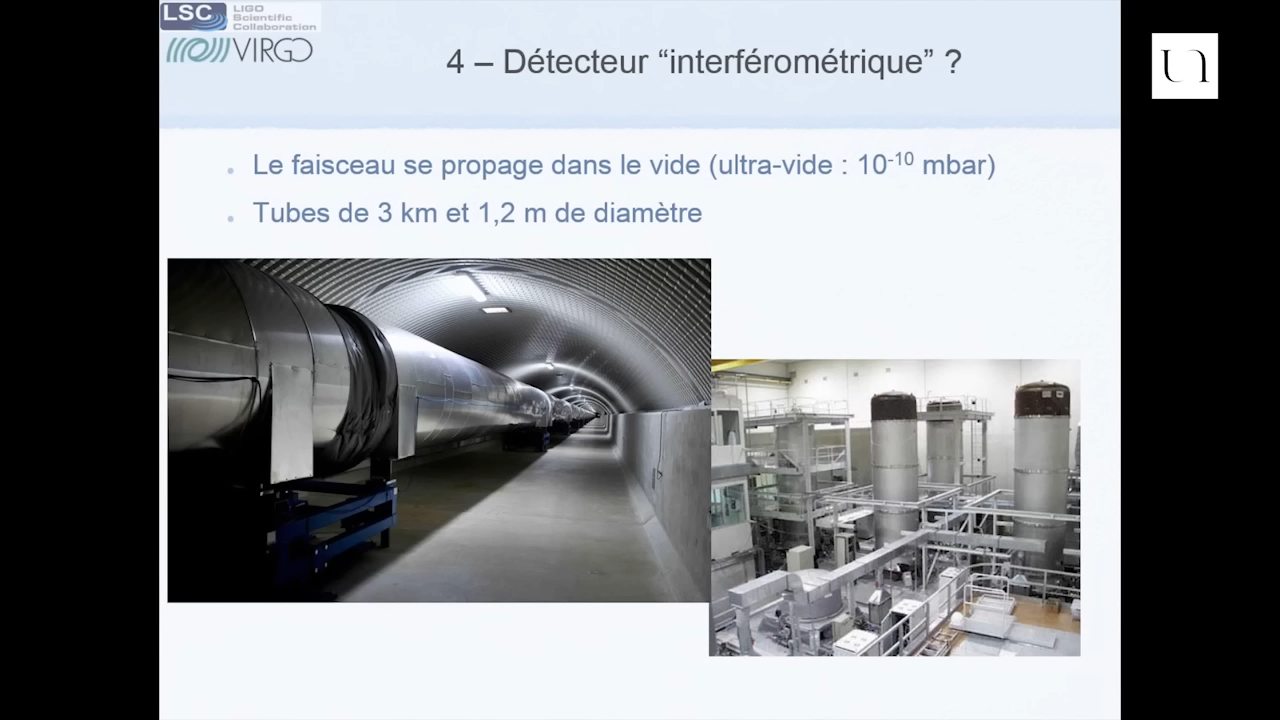 LSC
LIGO
Scientific
Collaboration
VIRGO
4 – Détecteur “interférométrique” ?
Le faisceau se propage dans le vide (ultra-vide : 10⁻¹⁰ mbar)
Tubes de 3 km et 1,2 m de diamètre